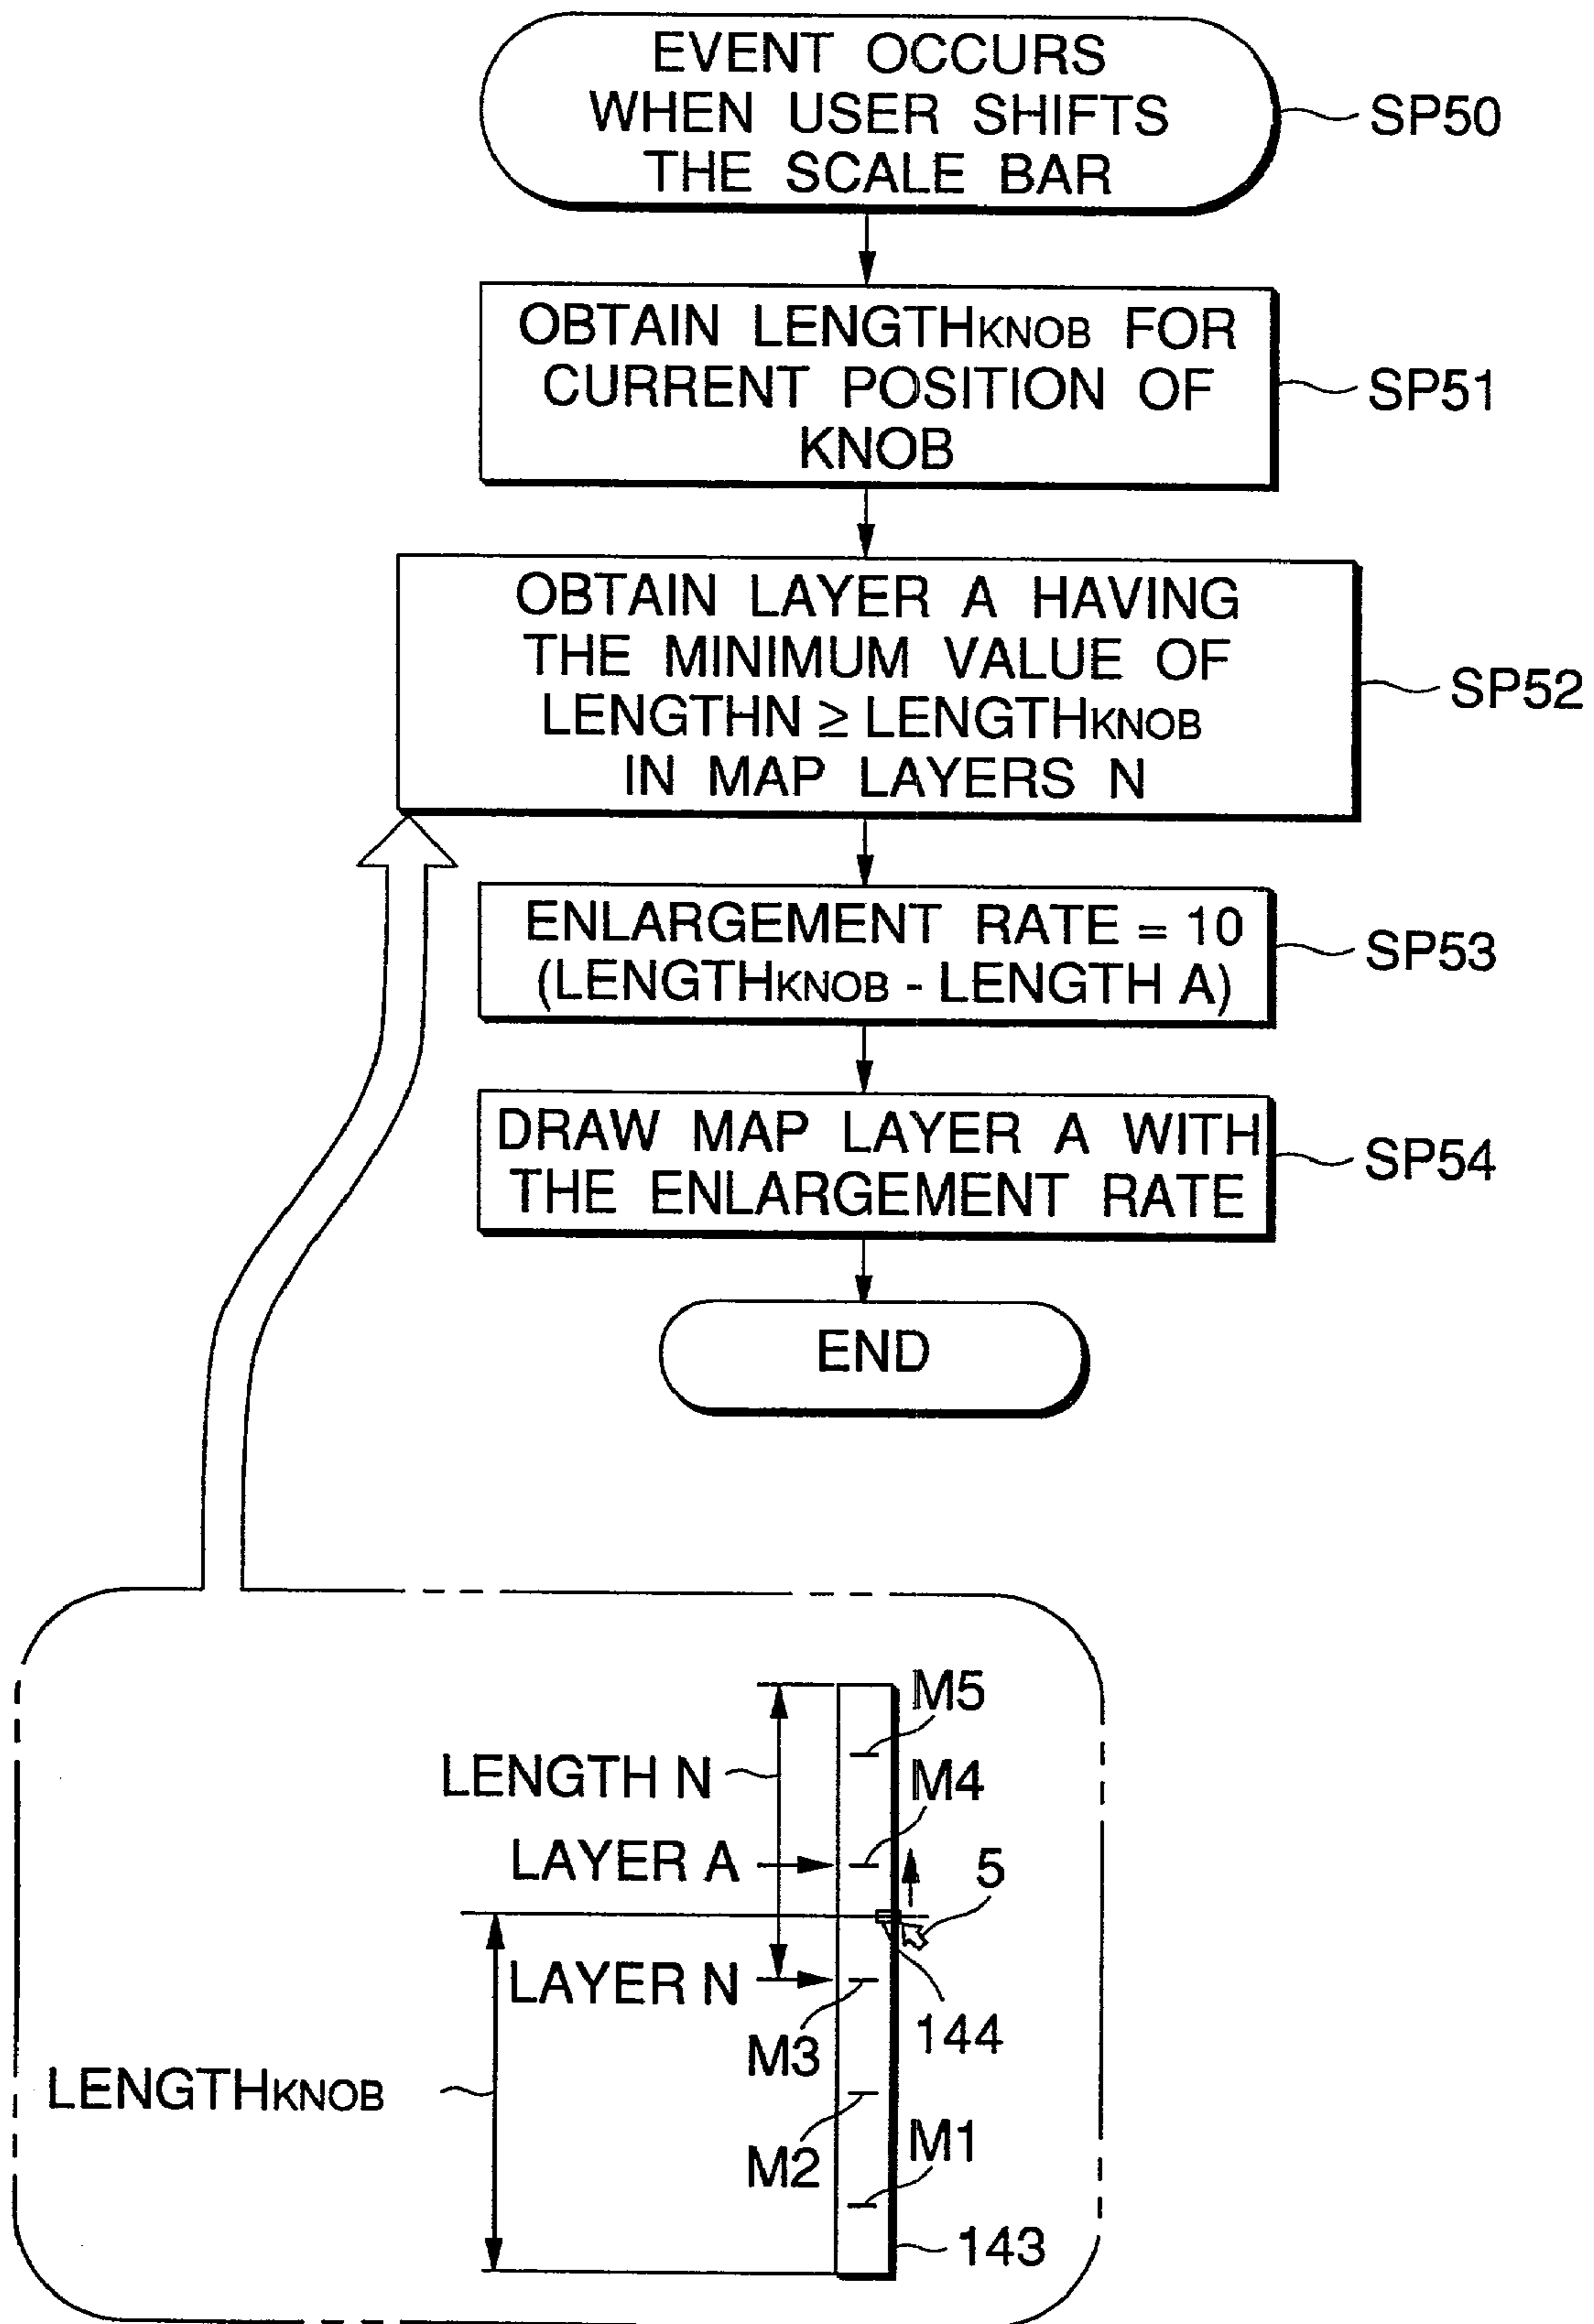 EVENT OCCURS
WHEN USER SHIFTS
THE SCALE BAR
SP50
OBTAIN LENGTHKNOB FOR
CURRENT POSITION OF
KNOB
SP51
OBTAIN LAYER A HAVING
THE MINIMUM VALUE OF
LENGTHN ≥ LENGTHKNOB
IN MAP LAYERS N
SP52
ENLARGEMENT RATE = 10
(LENGTHKNOB - LENGTH A)
SP53
DRAW MAP LAYER A WITH
THE ENLARGEMENT RATE
SP54
END
M5
LENGTH N
M4
LAYER A
5
LAYER N
144
M3
LENGTHKNOB
M1
M2
143